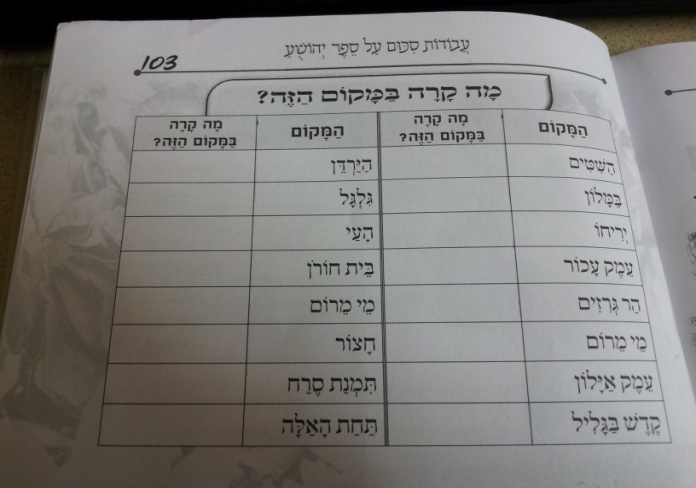 עֲבוֹדוֹת סִכּוּם עַל סֵפֶר יְהוֹשֻׁעַ
103
מָה קָרָה בַּמָּקוֹם הַזֶּה?
הַמָּקוֹם	מָה קָרָה בַּמָּקוֹם הַזֶּה?	הַמָּקוֹם	מָה קָרָה בַּמָּקוֹם הַזֶּה?
הַשִּׁטִּים	הַיַּרְדֵּן
בַּמָּלוֹן	גִּלְגָּל
יְרִיחוֹ	הָעַי
עֵמֶק עָכוֹר	בֵּית חוֹרֹן
הַר גְּרִזִים	מֵי מֵרוֹם
מֵי מֵרוֹם	חָצוֹר
עֵמֶק אַיָּלוֹן	תִּמְנַת סֶרַח
קֶדֶשׁ בַּגָּלִיל	תַּחַת הָאַלָּה